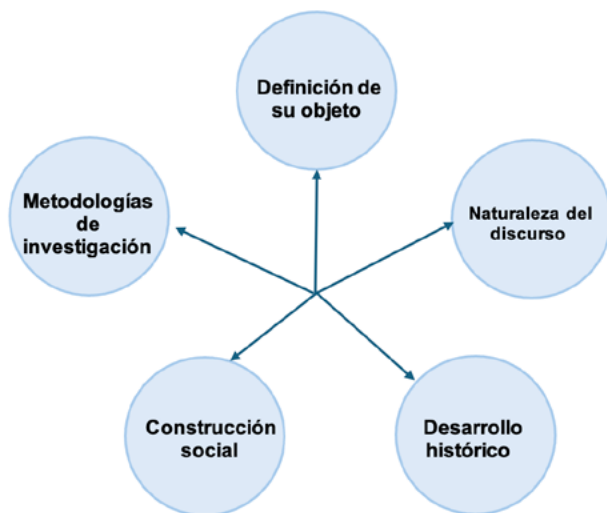 Definición de
su objeto
Metodologías
de
investigación
Naturaleza del
discurso
Construcción
social
Desarrollo
histórico